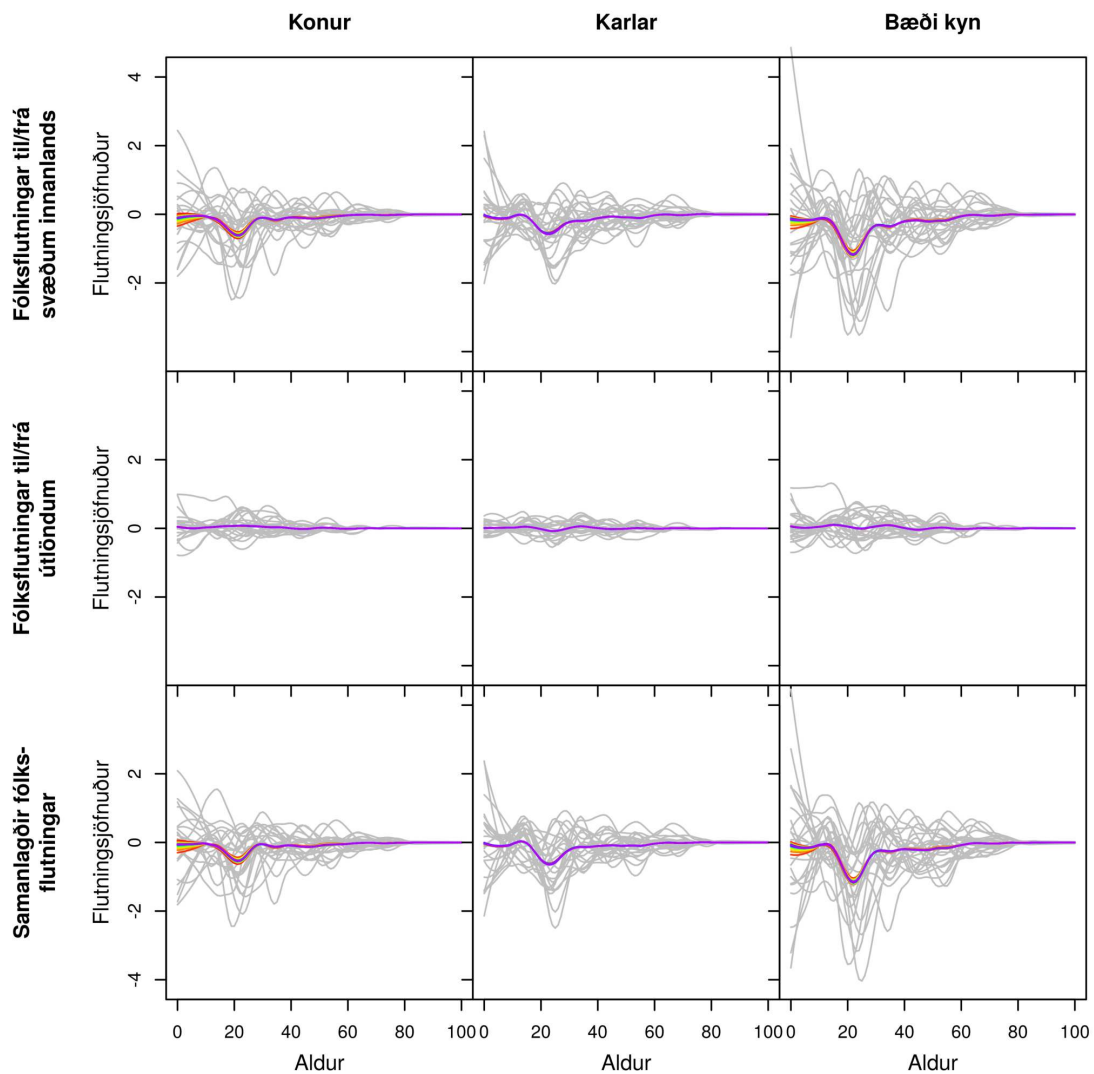 Konur Karlar Bæði kyn
Fólksflutningar til/frá
svæðum innanlands
Flutningsjöfnuður
4
2
0
-2
Fólksflutningar til/frá
útlöndum
Flutningsjöfnuður
2
0
-2
Samanlagðir fólks-
flutningar
Flutningsjöfnuður
2
0
-2
-4
0 20 40 60 80 100 0 20 40 60 80 100 0 20 40 60 80 100
Aldur Aldur Aldur